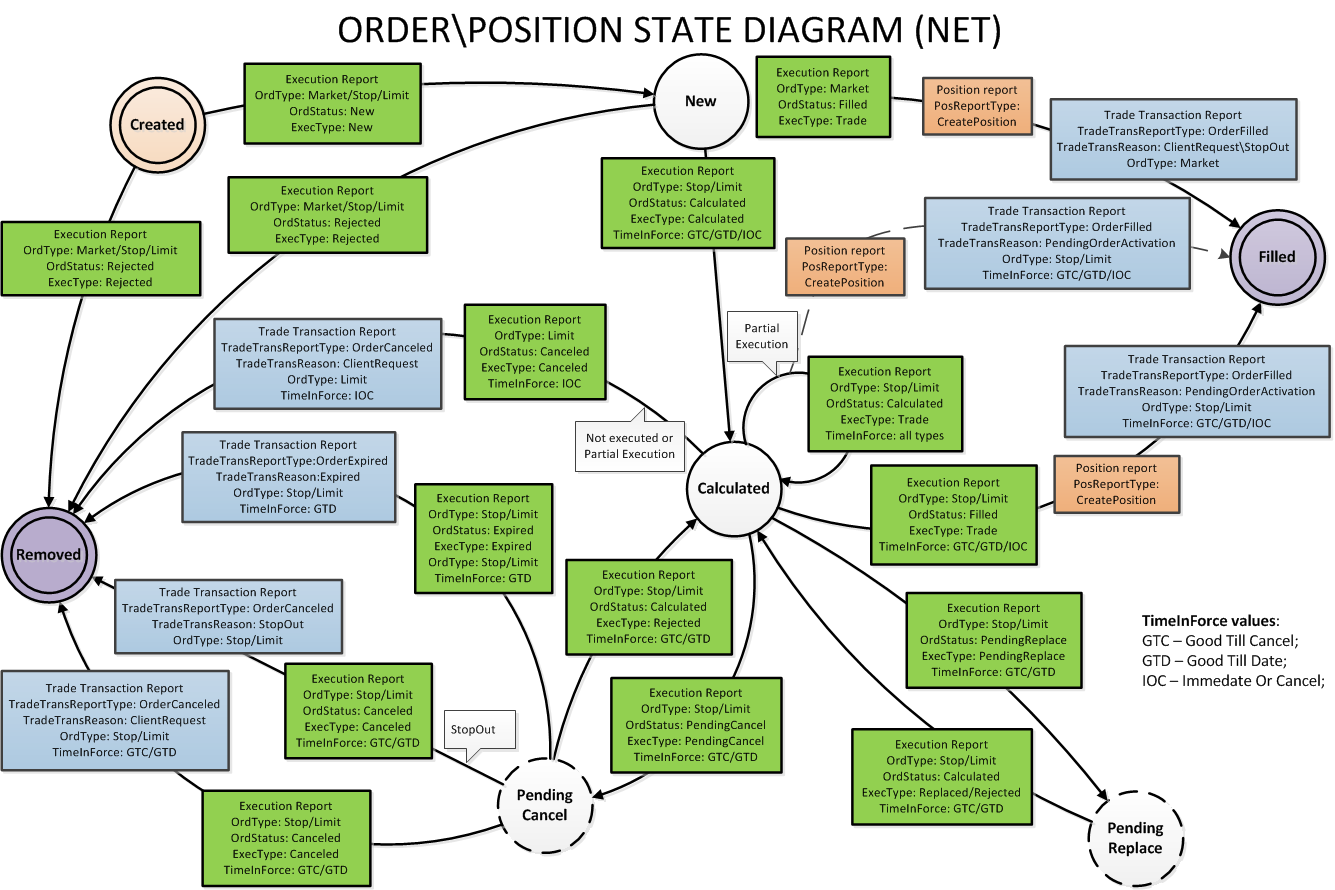 ORDER\POSITION STATE DIAGRAM (NET)
Created
Execution Report
OrdType: Market/Stop/Limit
OrdStatus: New
ExecType: New
New
Execution Report
OrdType: Market
OrdStatus: Filled
ExecType: Trade
Position report
PosReportType:
CreatePosition
Trade Transaction Report
TradeTransReportType: OrderFilled
TradeTransReason: ClientRequest\StopOut
OrdType: Market
Execution Report
OrdType: Market/Stop/Limit
OrdStatus: Rejected
ExecType: Rejected
Execution Report
OrdType: Market/Stop/Limit
OrdStatus: Rejected
ExecType: Rejected
Execution Report
OrdType: Stop/Limit
OrdStatus: Calculated
ExecType: Calculated
TimeInForce: GTC/GTD/IOC
Position report
PosReportType:
CreatePosition
Trade Transaction Report
TradeTransReportType: OrderFilled
TradeTransReason: PendingOrderActivation
OrdType: Stop/Limit
TimeInForce: GTC/GTD/IOC
Filled
Trade Transaction Report
TradeTransReportType: OrderCanceled
TradeTransReason: ClientRequest
OrdType: Limit
TimeInForce: IOC
Execution Report
OrdType: Limit
OrdStatus: Canceled
ExecType: Canceled
TimeInForce: IOC
Partial
Execution
Execution Report
OrdType: Stop/Limit
OrdStatus: Calculated
ExecType: Trade
TimeInForce: all types
Trade Transaction Report
TradeTransReportType: OrderFilled
TradeTransReason: PendingOrderActivation
OrdType: Stop/Limit
TimeInForce: GTC/GTD/IOC
Not executed or
Partial Execution
Trade Transaction Report
TradeTransReportType:OrderExpired
TradeTransReason:Expired
OrdType: Stop/Limit
TimeInForce: GTD
Calculated
Execution Report
OrdType: Stop/Limit
OrdStatus: Filled
ExecType: Trade
TimeInForce: GTC/GTD/IOC
Position report
PosReportType:
CreatePosition
Execution Report
OrdType: Stop/Limit
OrdStatus: Expired
ExecType: Expired
OrdType: Stop/Limit
TimeInForce: GTD
Removed
Execution Report
OrdType: Stop/Limit
OrdStatus: Calculated
ExecType: Rejected
TimeInForce: GTC/GTD
Trade Transaction Report
TradeTransReportType: OrderCanceled
TradeTransReason: StopOut
OrdType: Stop/Limit
Execution Report
OrdType: Stop/Limit
OrdStatus: PendingReplace
ExecType: PendingReplace
TimeInForce: GTC/GTD
TimeInForce values:
GTC – Good Till Cancel;
GTD – Good Till Date;
IOC – Immedate Or Cancel;
Trade Transaction Report
TradeTransReportType: OrderCanceled
TradeTransReason: ClientRequest
OrdType: Stop/Limit
TimeInForce: GTC/GTD
Execution Report
OrdType: Stop/Limit
OrdStatus: Canceled
ExecType: Canceled
TimeInForce: GTC/GTD
StopOut
Execution Report
OrdType: Stop/Limit
OrdStatus: PendingCancel
ExecType: PendingCancel
TimeInForce: GTC/GTD
Execution Report
OrdType: Stop/Limit
OrdStatus: Calculated
ExecType: Replaced/Rejected
TimeInForce: GTC/GTD
Pending
Cancel
Execution Report
OrdType: Stop/Limit
OrdStatus: Canceled
ExecType: Canceled
TimeInForce: GTC/GTD
Pending
Replace